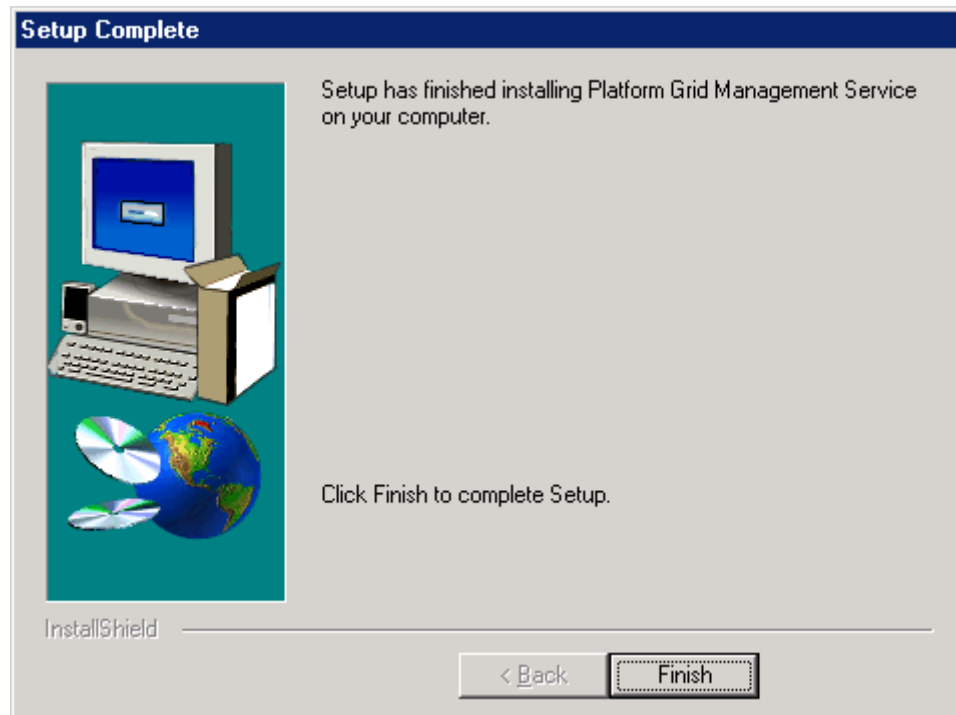 Setup Complete
Setup has finished installing Platform Grid Management Service
on your computer.
Click Finish to complete Setup.
InstallShield
< Back
Finish